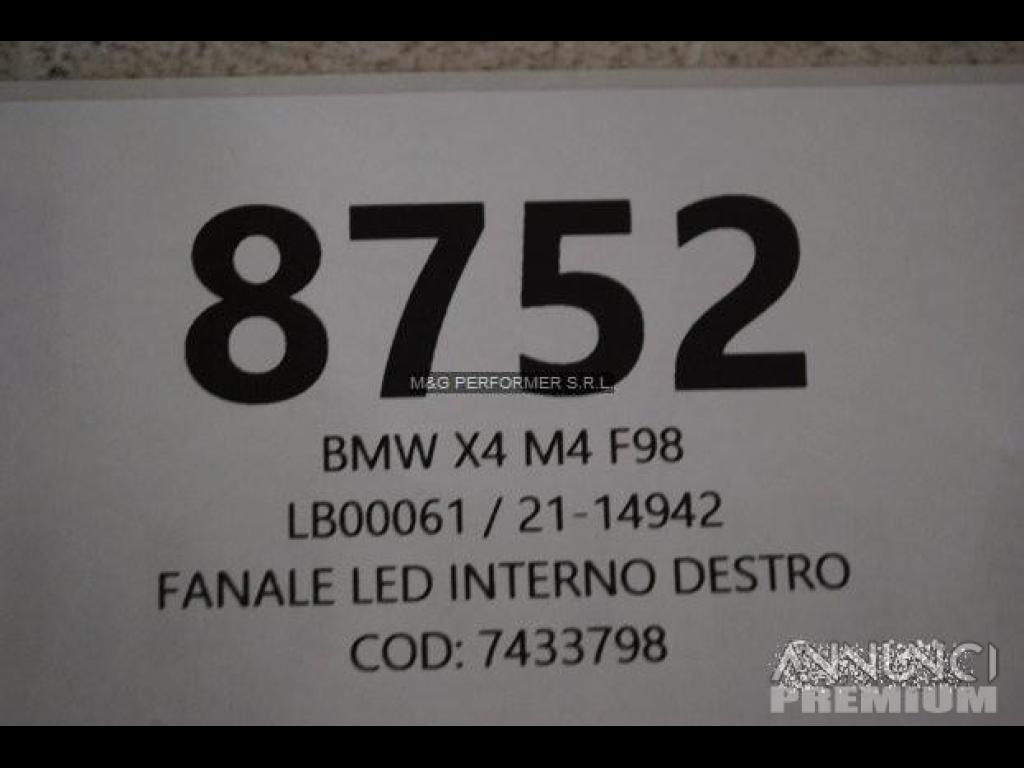 8752
M&G PERFORMER S.R.L.
BMW X4 M4 F98
LB00061 / 21-14942
FANALE LED INTERNO DESTRO
COD: 7433798
ANNUNCI
PREMIUM